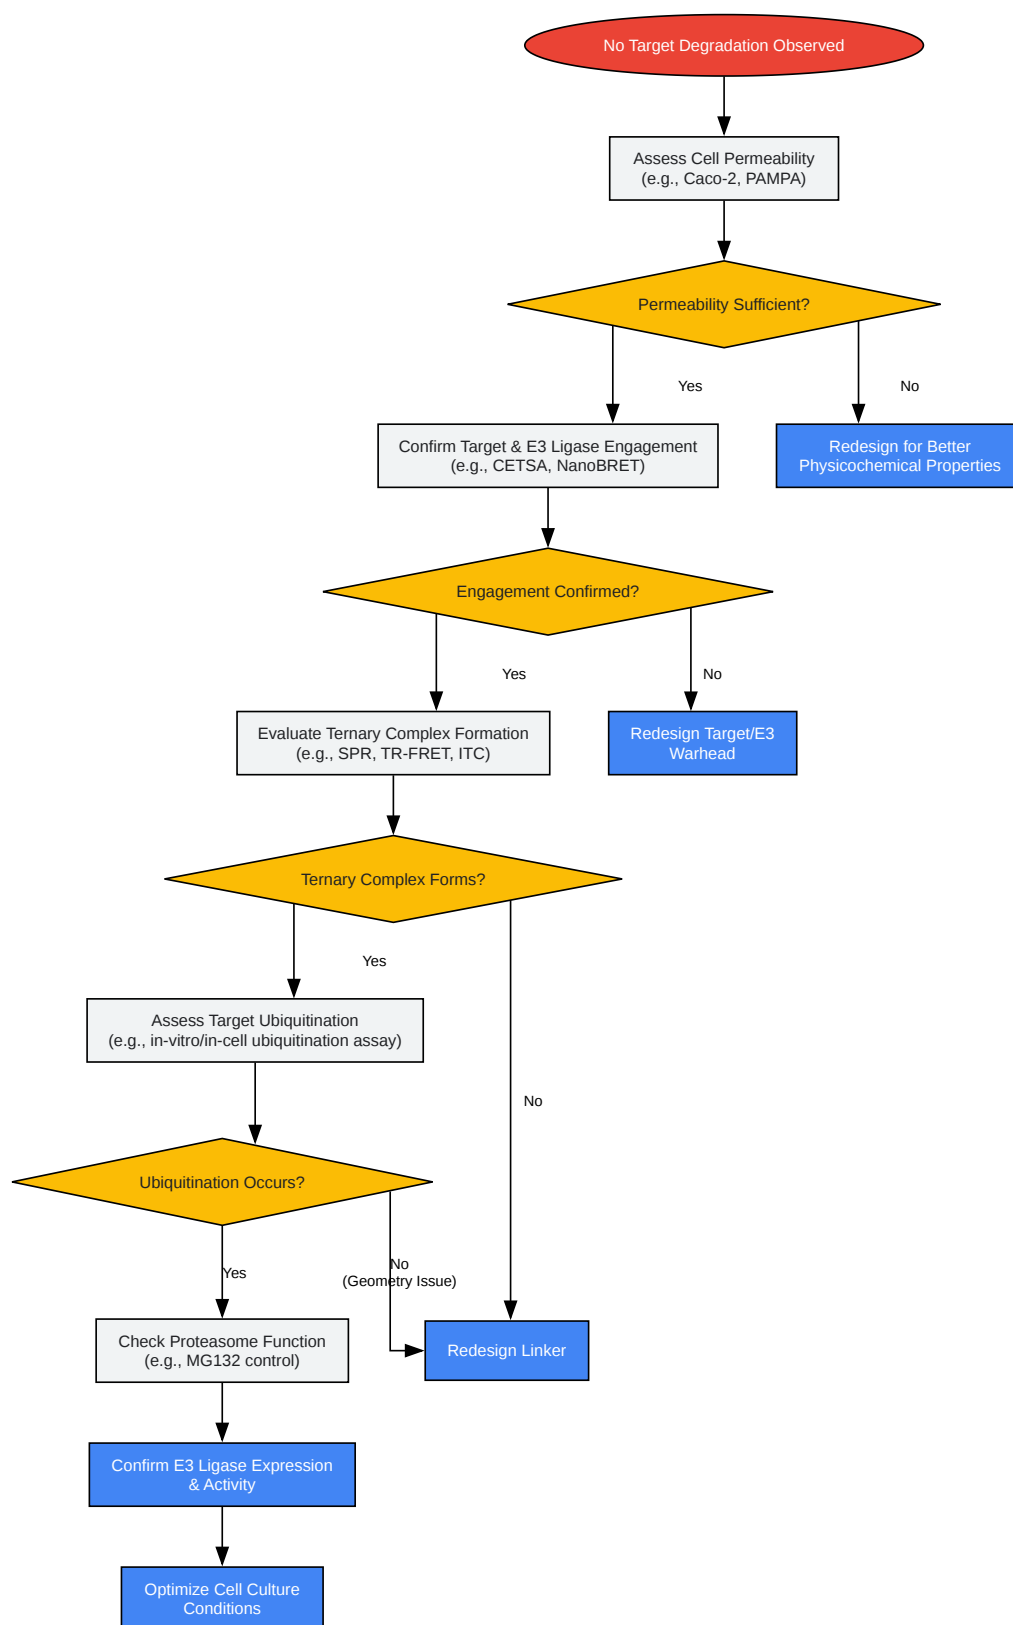 No Target Degradation Observed
Assess Cell Permeability
(e.g., Caco-2, PAMPA)
Permeability Sufficient?
Yes
No
Confirm Target & E3 Ligase Engagement
(e.g., CETSA, NanoBRET)
Redesign for Better
Physicochemical Properties
Engagement Confirmed?
Yes
No
Evaluate Ternary Complex Formation
(e.g., SPR, TR-FRET, ITC)
Redesign Target/E3
Warhead
Ternary Complex Forms?
Yes
Assess Target Ubiquitination
(e.g., in-vitro/in-cell ubiquitination assay)
No
Ubiquitination Occurs?
Yes
No
(Geometry Issue)
Check Proteasome Function
(e.g., MG132 control)
Redesign Linker
Confirm E3 Ligase Expression
& Activity
Optimize Cell Culture
Conditions